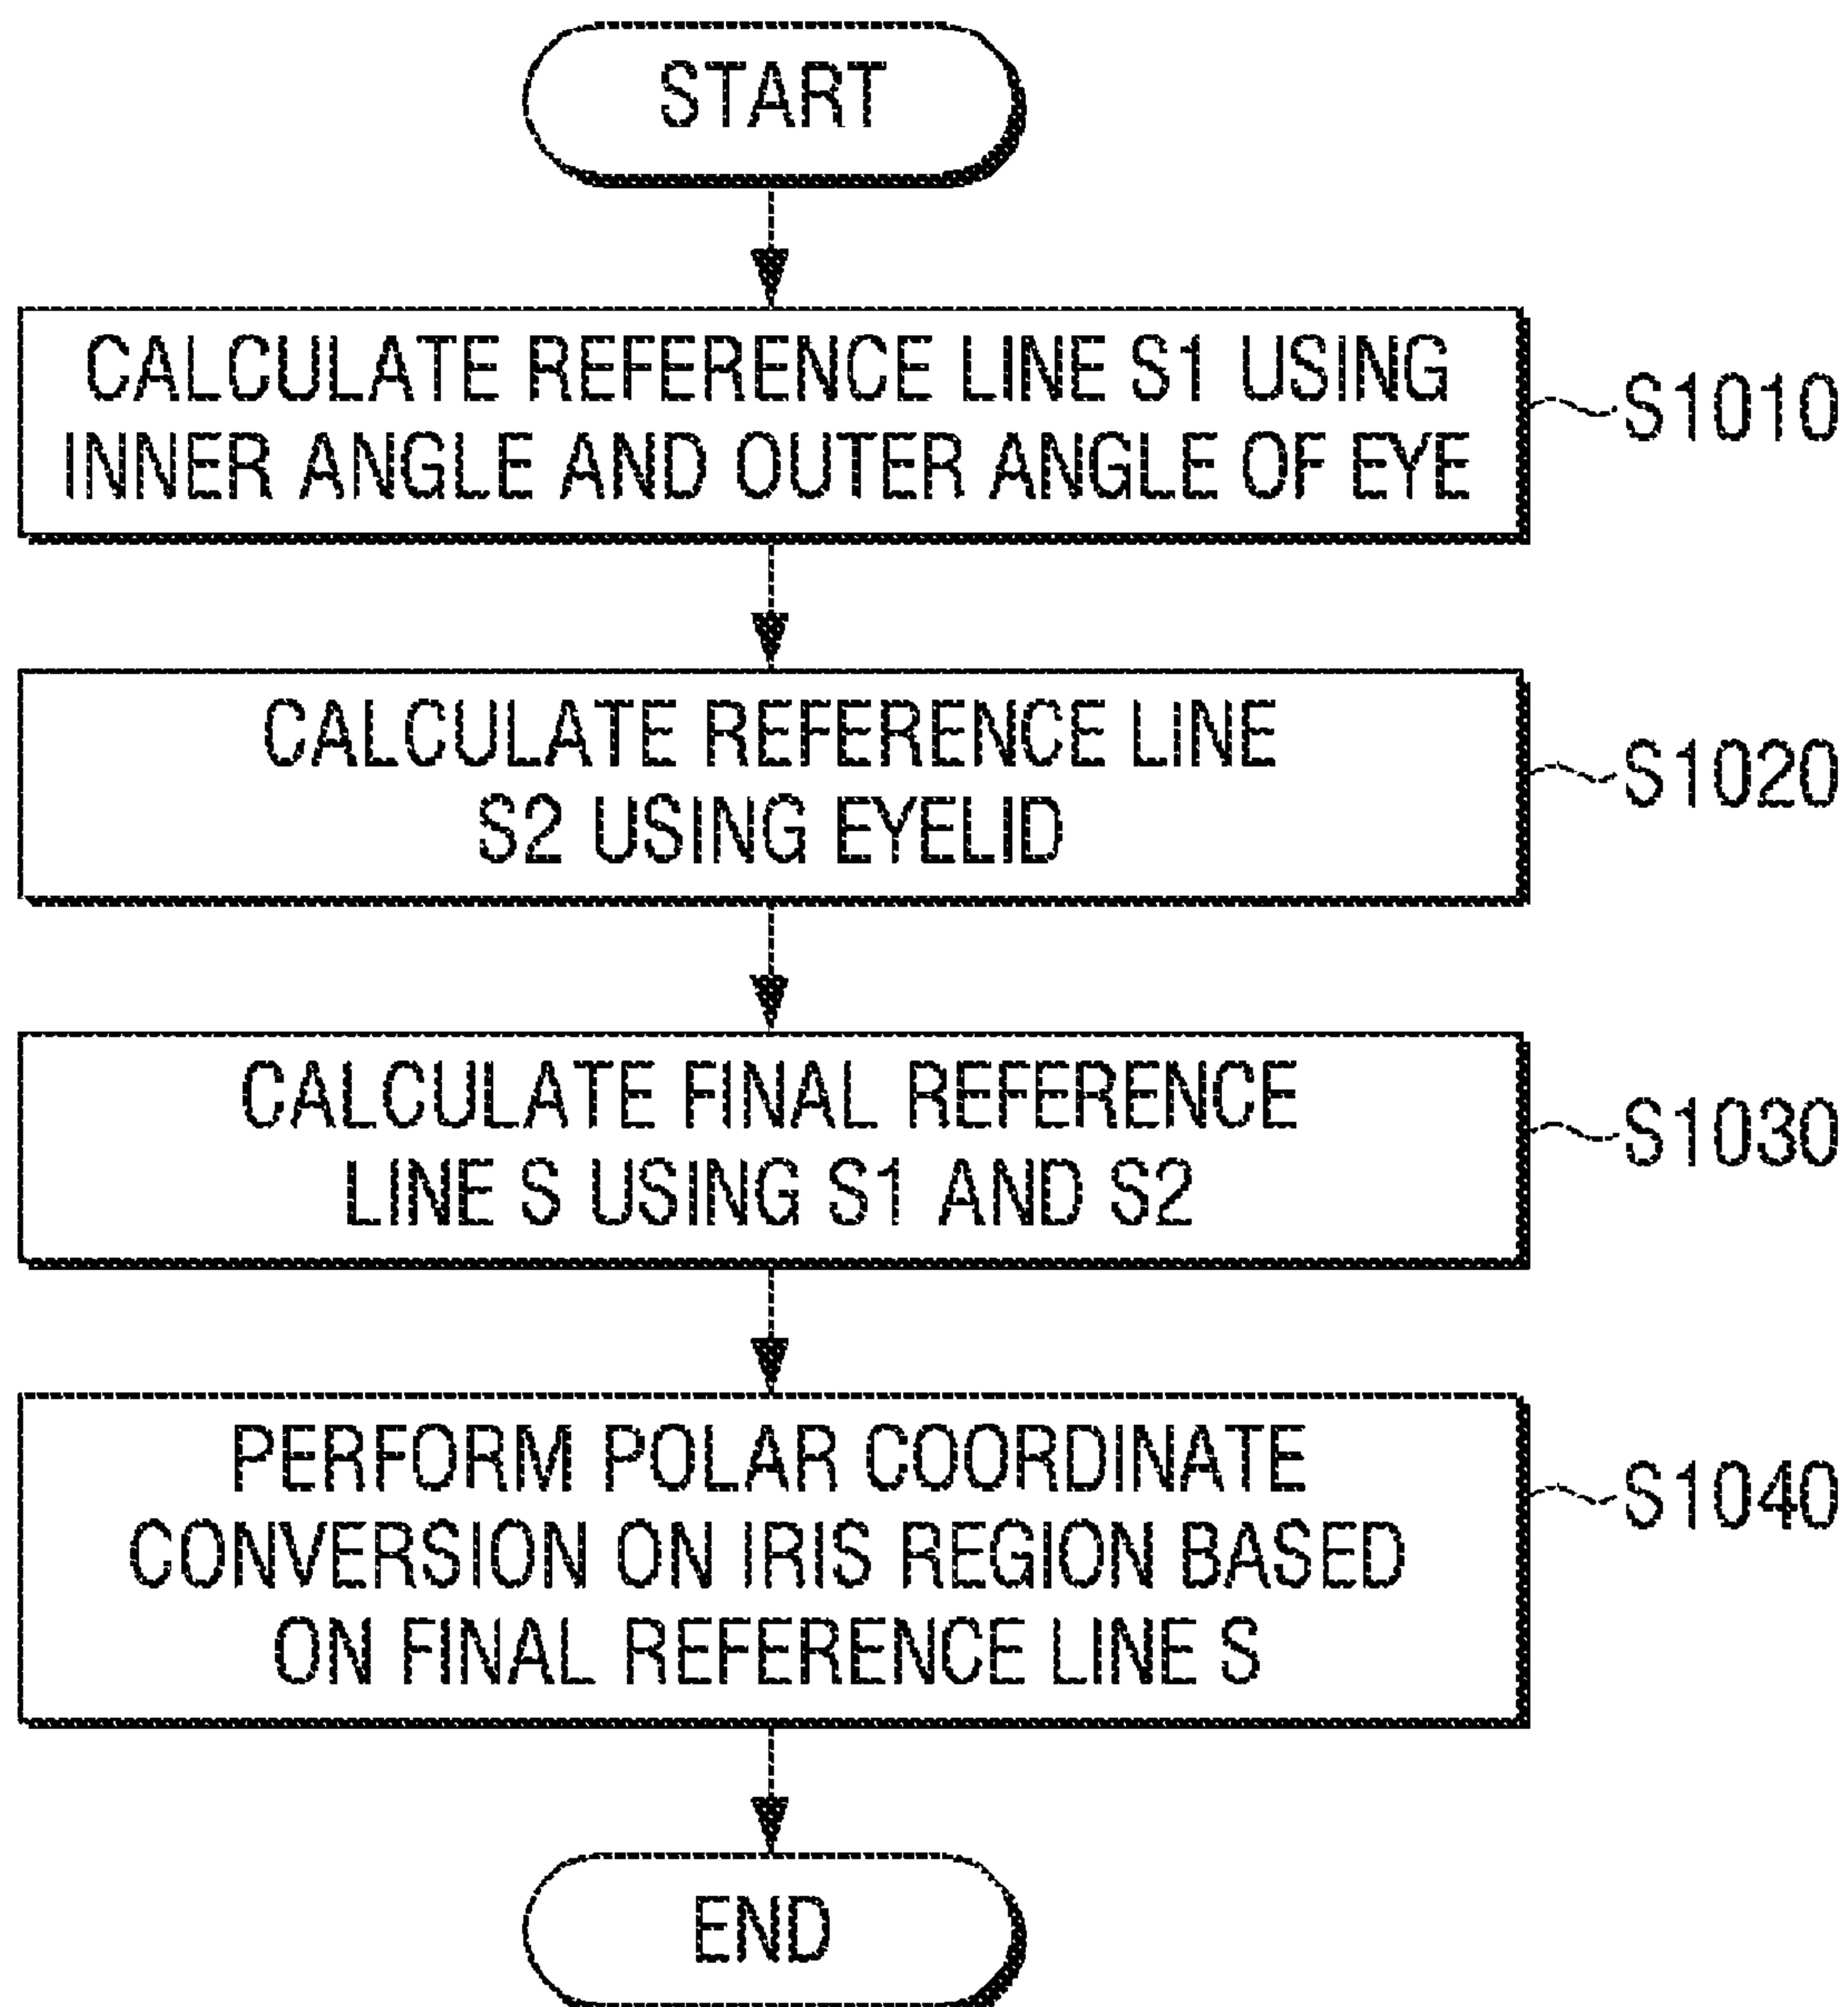 START
CALCULATE REFERENCE LINE S1 USING
INNER ANGLE AND OUTER ANGLE OF EYE
S1010
CALCULATE REFERENCE LINE
S2 USING EYELID
S1020
CALCULATE FINAL REFERENCE
LINE S USING S1 AND S2
S1030
PERFORM POLAR COORDINATE
CONVERSION ON IRIS REGION BASED
ON FINAL REFERENCE LINE S
S1040
END